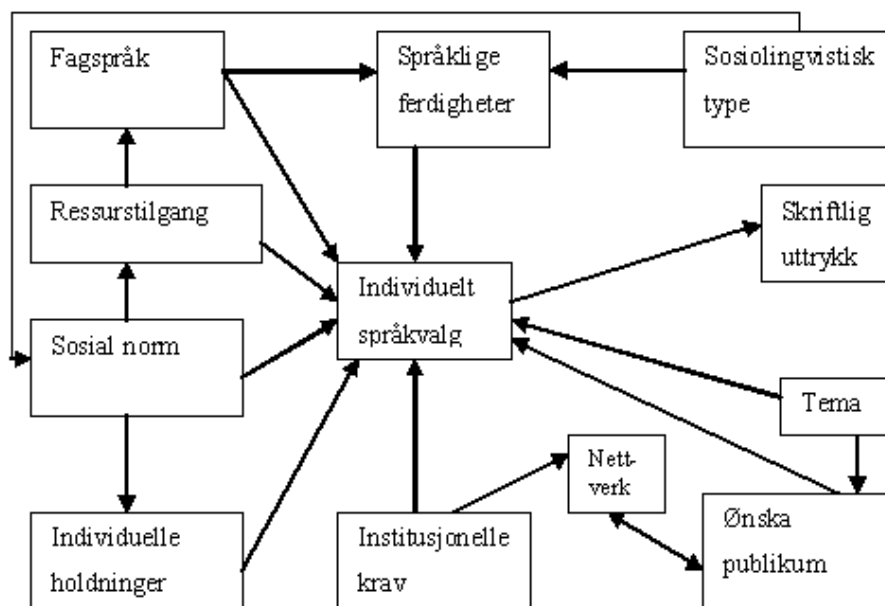 Fagspråk
Språklige
ferdigheter
Sosiolingvistisk
type
Ressurstilgang
Skriftlig
uttrykk
Individuelt
språkvalg
Sosial norm
Tema
Nett-
verk
Individuelle
holdninger
Institusjonelle
krav
Ønska
publikum